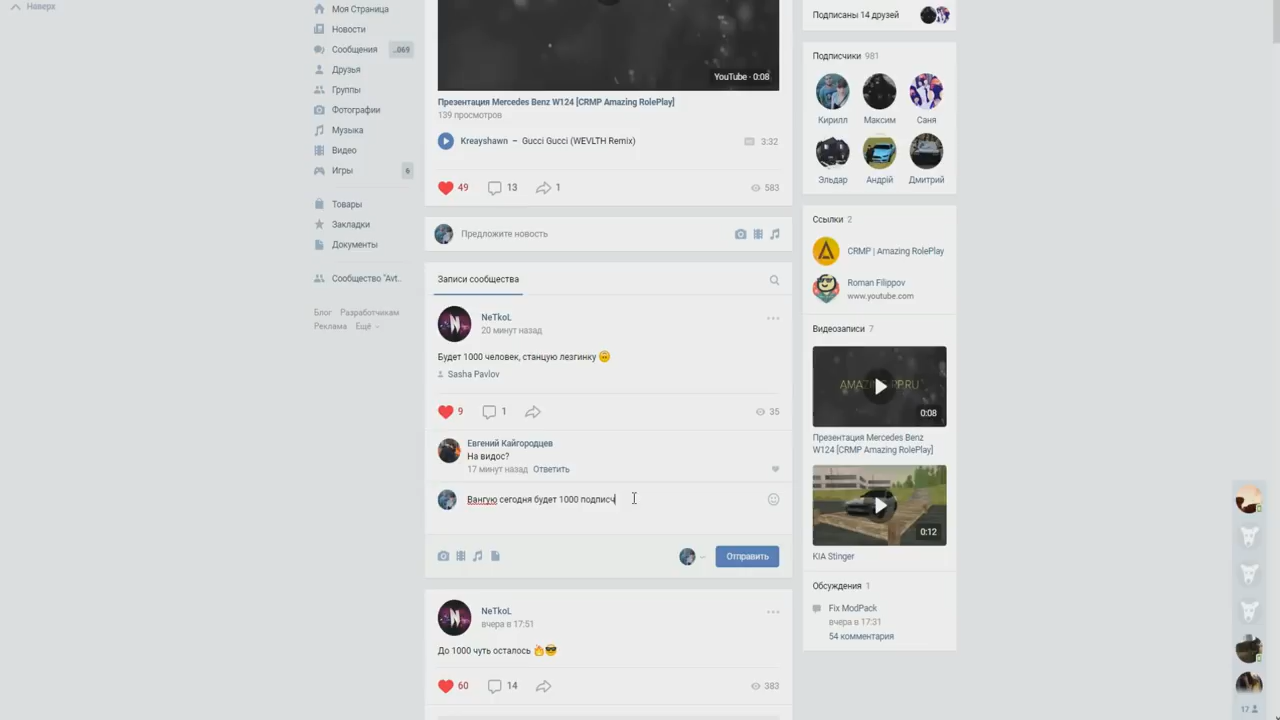 Наверх
Моя Страница
Новости
Сообщения
..069
Друзья
Группы
Фотографии
Музыка
Видео
Игры
6
Товары
Закладки
Документы
Сообщество "Avt..
Блог Разработчикам
Реклама Ещё
YouTube · 0:08
Презентация Mercedes Benz W124 [CRMP Amazing RolePlay]
139 просмотров
Kreayshawn – Gucci Gucci (WEVLTH Remix)
3:32
49 13 1 583
Предложите новость
Записи сообщества
NeTkoL
20 минут назад
Будет 1000 человек, станцую лезгинку
Sasha Pavlov
9 1 35
Евгений Кайгородцев
На видос?
17 минут назад Ответить
Вангую сегодня будет 1000 подписч
Отправить
NeTkoL
вчера в 17:51
До 1000 чуть осталось
60 14 383
Подписаны 14 друзей
Подписчики 981
Кирилл Максим Саня
Эльдар Андрій Дмитрий
Ссылки 2
CRMP | Amazing RolePlay
Roman Filippov
www.youtube.com
Видеозаписи 7
0:08
Презентация Mercedes Benz
W124 [CRMP Amazing RolePlay]
0:12
KIA Stinger
Обсуждения 1
Fix ModPack
вчера в 17:31
54 комментария
17